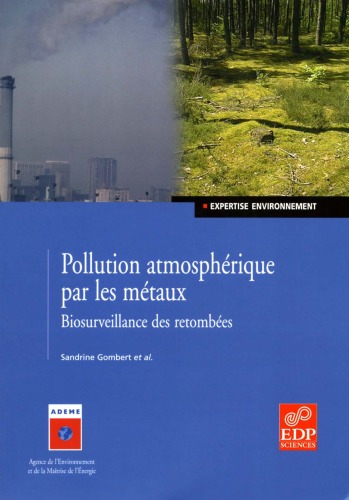 EXPERTISE ENVIRONNEMENT
Pollution atmosphérique
par les métaux
Biosurveillance des retombées
Sandrine Gombert et al.
ADEME
Agence de l'Environnement
et de la Maîtrise de l'Énergie
EDP
SCIENCES